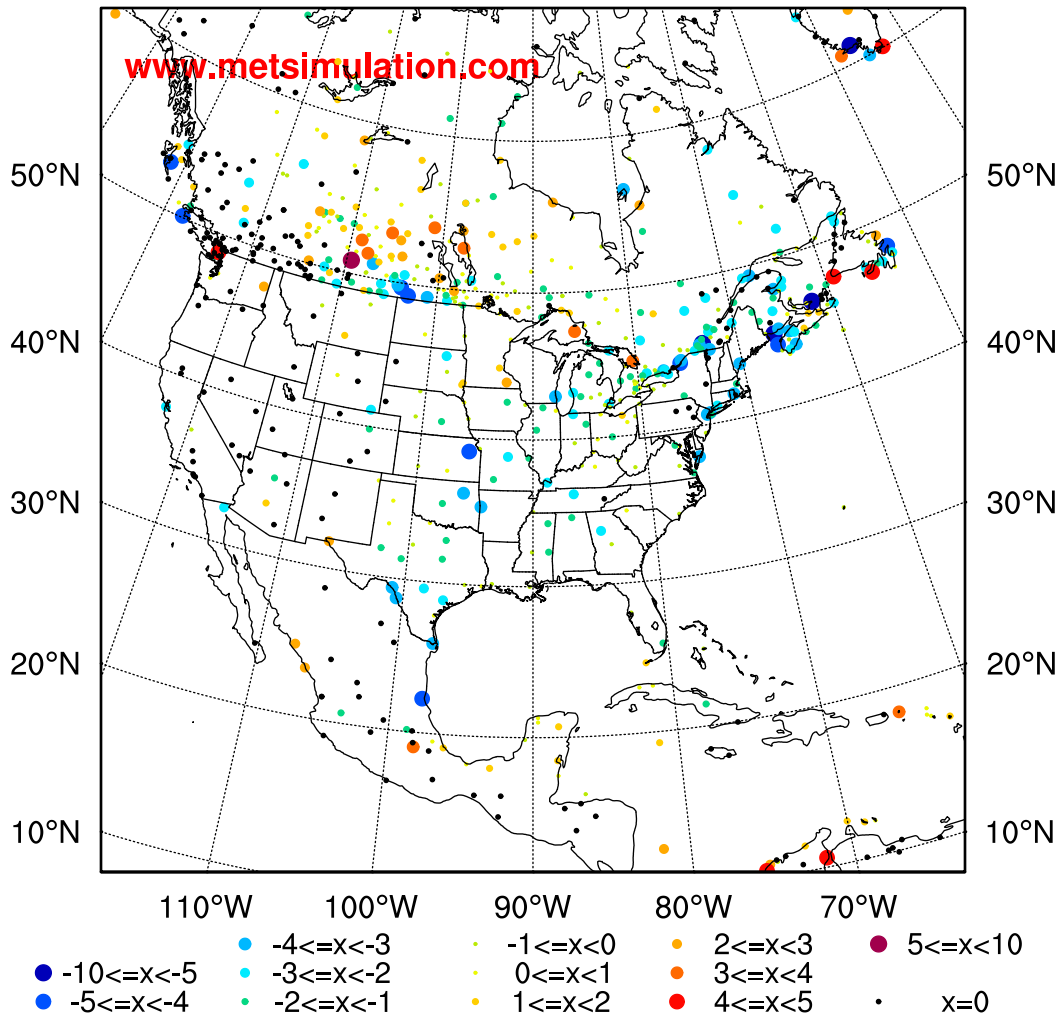 www.metsimulation.com
50°N 50°N
40°N 40°N
30°N 30°N
20°N 20°N
10°N 10°N
110°W 100°W 90°W 80°W 70°W
-4<=x<-3 -1<=x<0 2<=x<3 5<=x<10
-10<=x<-5 -3<=x<-2 0<=x<1 3<=x<4
-5<=x<-4 -2<=x<-1 1<=x<2 4<=x<5 x=0